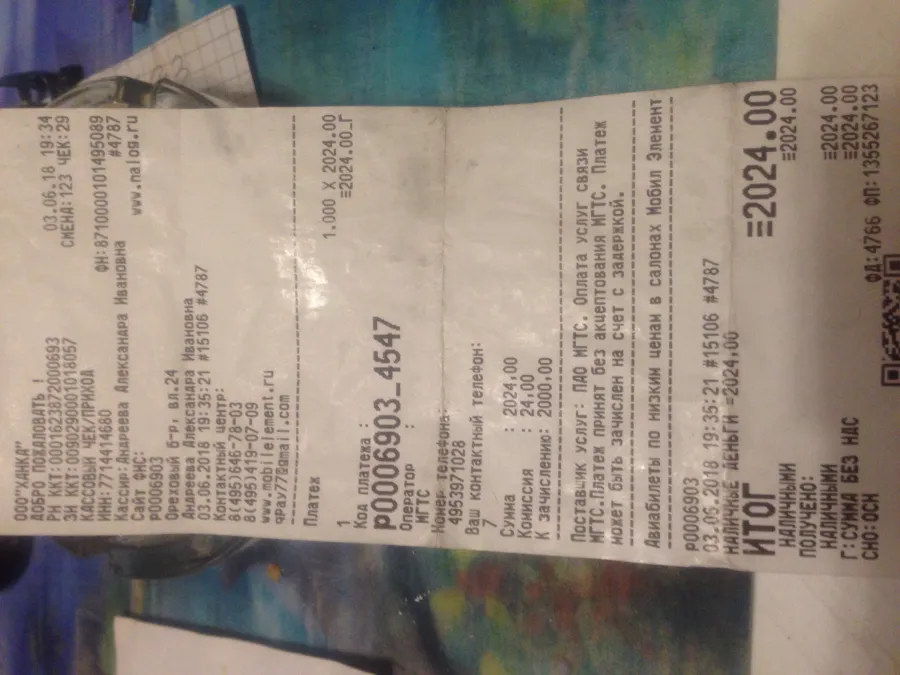 ООО"ХАНКА"
ДОБРО ПОЖАЛОВАТЬ !
РН ККТ:0001623872000693 03.06.18 19:34
ЗН ККТ:00902900001018057 СМЕНА:123 ЧЕК:29
КАССОВЫЙ ЧЕК/ПРИХОД
ИНН:7714414680 ФН:8710000101495089
Кассир:Андреева Александра Ивановна #4787
Сайт ФНС: www.nalog.ru
P0006903
Ореховый б-р, вл.24
Андреева Александра Ивановна
03.06.2018 19:35:21 #15106 #4787
Контактный центр:
8(495)646-78-03
8(495)419-07-09
www.mobilelement.ru
qpay77@gmail.com
Платеж
1.000 X 2024.00
1 ≡2024.00_Г
Код платежа :
P0006903_4547
Оператор :
МГТС
Номер телефона:
4953971028
Ваш контактный телефон:
7
Сумма : 2024,00
Комиссия : 24,00
К зачислению: 2000,00
Поставщик услуг: ПАО МГТС. Оплата услуг связи
МГТС.Платеж принят без акцептования МГТС. Платеж
может быть зачислен на счет с задержкой.
Авиабилеты по низким ценам в салонах Мобил Элемент
P0006903
03.06.2018 19:35:21 #15106 #4787
НАЛИЧНЫЕ ДЕНЬГИ -2024,00
ИТОГ ≡2024.00
НАЛИЧНЫМИ ≡2024.00
ПОЛУЧЕНО:
НАЛИЧНЫМИ ≡2024.00
Г:СУММА БЕЗ НДС ≡2024.00
СНО:ОСН ФД:4766 ФП:1355267123